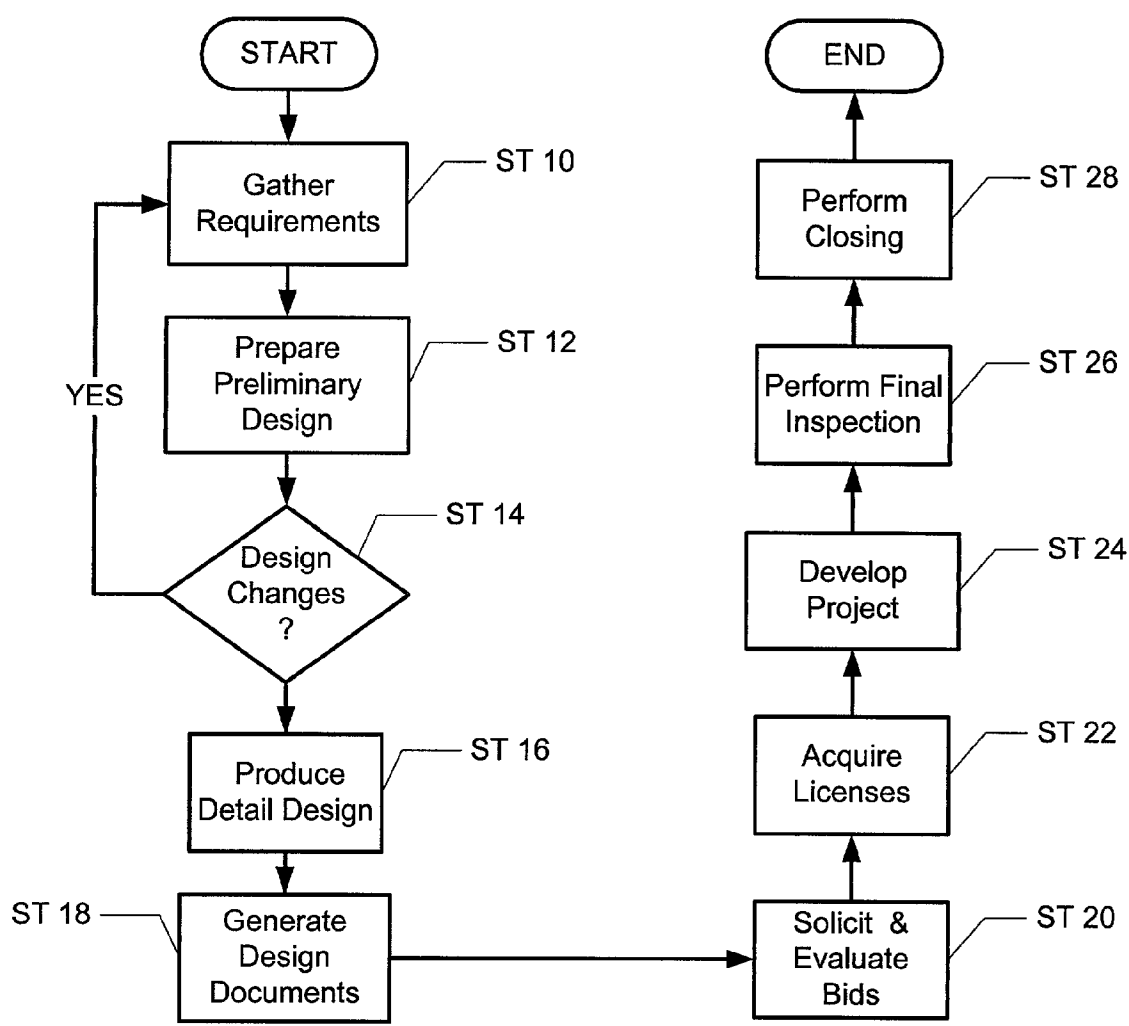 START
Gather
Requirements
ST 10
Prepare
Preliminary
Design
ST 12
YES
Design
Changes
?
ST 14
Produce
Detail Design
ST 16
Generate
Design
Documents
ST 18
Solicit &
Evaluate
Bids
ST 20
Acquire
Licenses
ST 22
Develop
Project
ST 24
Perform Final
Inspection
ST 26
Perform
Closing
ST 28
END